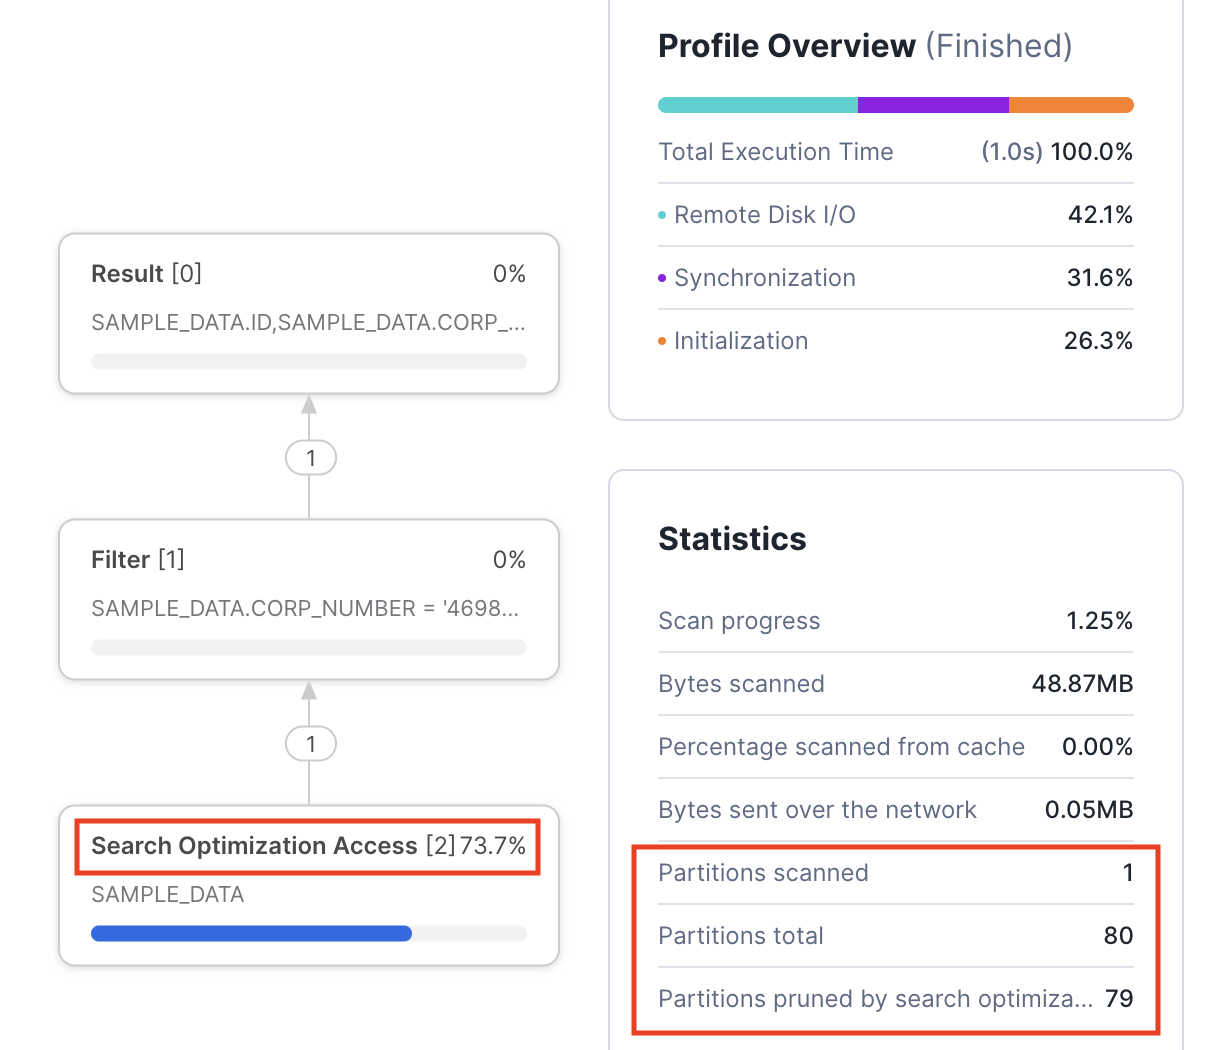 Result [0] 0%
SAMPLE_DATA.ID,SAMPLE_DATA.CORP_...
1
Filter [1] 0%
SAMPLE_DATA.CORP_NUMBER = '4698...
1
Search Optimization Access [2] 73.7%
SAMPLE_DATA
Profile Overview (Finished)
Total Execution Time (1.0s) 100.0%
Remote Disk I/O 42.1%
Synchronization 31.6%
Initialization 26.3%
Statistics
Scan progress 1.25%
Bytes scanned 48.87MB
Percentage scanned from cache 0.00%
Bytes sent over the network 0.05MB
Partitions scanned 1
Partitions total 80
Partitions pruned by search optimiza... 79